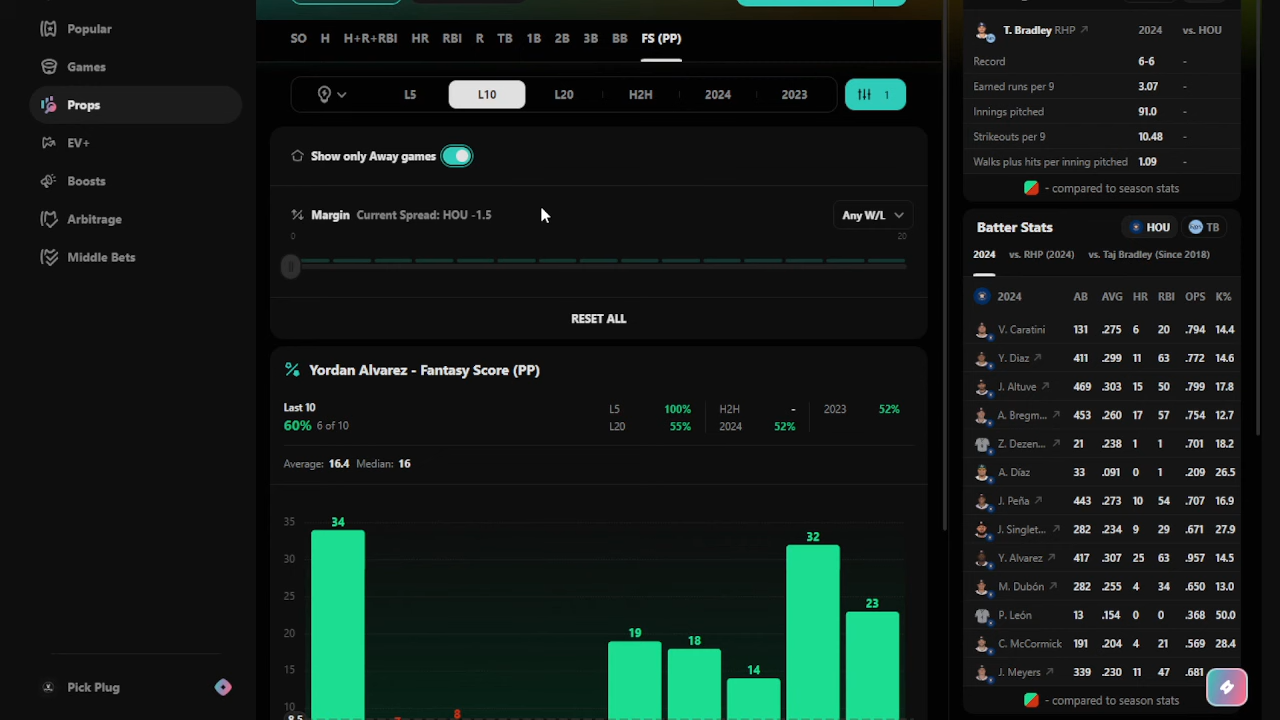 Popular
Games
Props
EV+
Boosts
Arbitrage
Middle Bets
Pick Plug
SO H H+R+RBI HR RBI R TB 1B 2B 3B BB FS (PP)
L5 L10 L20 H2H 2024 2023 1
Show only Away games
Margin Current Spread: HOU -1.5 Any W/L
0 20
RESET ALL
Yordan Alvarez - Fantasy Score (PP)
Last 10
60% 6 of 10
L5 100% H2H - 2023 52%
L20 55% 2024 52%
Average: 16.4 Median: 16
35
30
25
20
15
10
8.5
34
8
19
18
14
32
23
T. Bradley RHP 2024 vs. HOU
Record 6-6 -
Earned runs per 9 3.07 -
Innings pitched 91.0 -
Strikeouts per 9 10.48 -
Walks plus hits per inning pitched 1.09 -
- compared to season stats
Batter Stats HOU TB
2024 vs. RHP (2024) vs. Taj Bradley (Since 2018)
2024 AB AVG HR RBI OPS K%
V. Caratini 131 .275 6 20 .794 14.4
Y. Diaz 411 .299 11 63 .772 14.6
J. Altuve 469 .303 15 50 .799 17.8
A. Bregm... 453 .260 17 57 .754 12.7
Z. Dezen... 21 .238 1 1 .701 18.2
A. Díaz 33 .091 0 1 .209 26.5
J. Peña 443 .273 10 54 .707 16.9
J. Singlet... 282 .234 9 29 .671 27.9
Y. Alvarez 417 .307 25 63 .957 14.5
M. Dubón 282 .255 4 34 .650 13.0
P. León 13 .154 0 0 .368 50.0
C. McCormick 191 .204 4 21 .569 28.4
J. Meyers 339 .230 11 47 .681
- compared to season stats